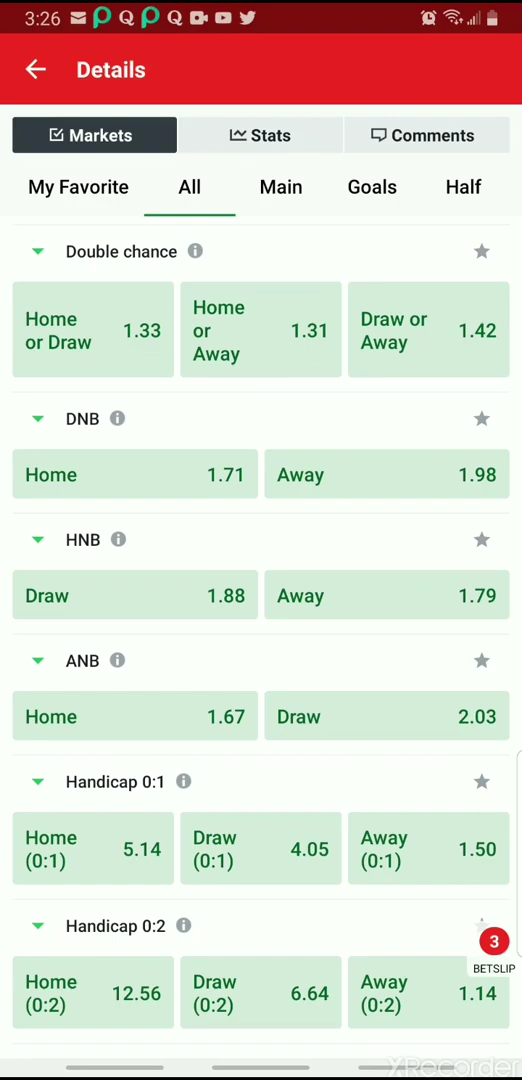 3:26
Details
Markets
Stats
Comments
My Favorite
All
Main
Goals
Half
Double chance
Home
or Draw
1.33
Home
or
Away
1.31
Draw or
Away
1.42
DNB
Home
1.71
Away
1.98
HNB
Draw
1.88
Away
1.79
ANB
Home
1.67
Draw
2.03
Handicap 0:1
Home
(0:1)
5.14
Draw
(0:1)
4.05
Away
(0:1)
1.50
Handicap 0:2
3
BETSLIP
Home
(0:2)
12.56
Draw
(0:2)
6.64
Away
(0:2)
1.14
XRecorder